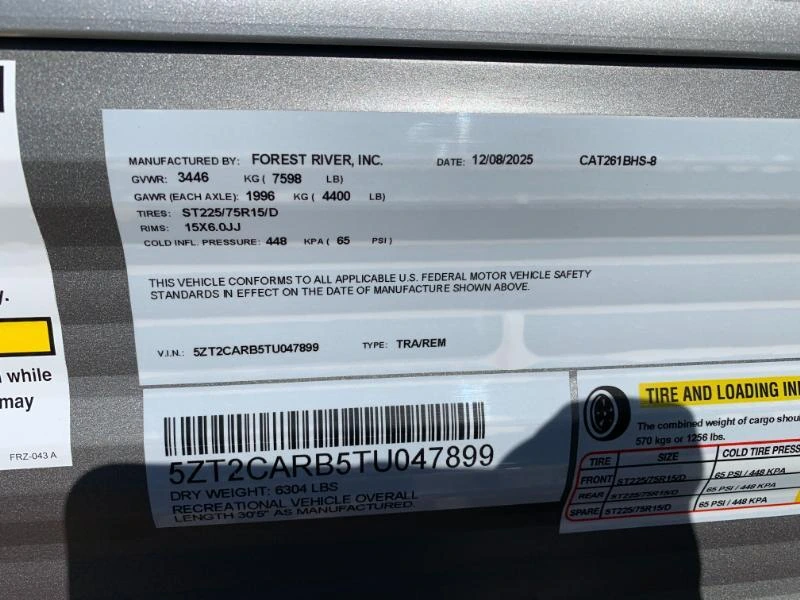 MANUFACTURED BY: FOREST RIVER, INC. DATE: 12/08/2025 CAT261BHS-8
GVWR: 3446 KG ( 7598 LB)
GAWR (EACH AXLE): 1996 KG ( 4400 LB)
TIRES: ST225/75R15/D
RIMS: 15X6.0JJ
COLD INFL. PRESSURE: 448 KPA ( 65 PSI )
THIS VEHICLE CONFORMS TO ALL APPLICABLE U.S. FEDERAL MOTOR VEHICLE SAFETY
STANDARDS IN EFFECT ON THE DATE OF MANUFACTURE SHOWN ABOVE.
V.I.N.: 5ZT2CARB5TU047899 TYPE: TRA/REM
5ZT2CARB5TU047899
DRY WEIGHT: 6304 LBS
RECREATIONAL VEHICLE OVERALL
LENGTH 30'5" AS MANUFACTURED.
y.
while
may
FRZ-043 A
TIRE AND LOADING IN
The combined weight of cargo shou
570 kgs or 1256 lbs.
TIRE SIZE COLD TIRE PRESS
FRONT ST225/75R15/D 65 PSI / 448 KPA
REAR ST225/75R15/D 65 PSI / 448 KPA
SPARE ST225/75R15/D 65 PSI / 448 KPA